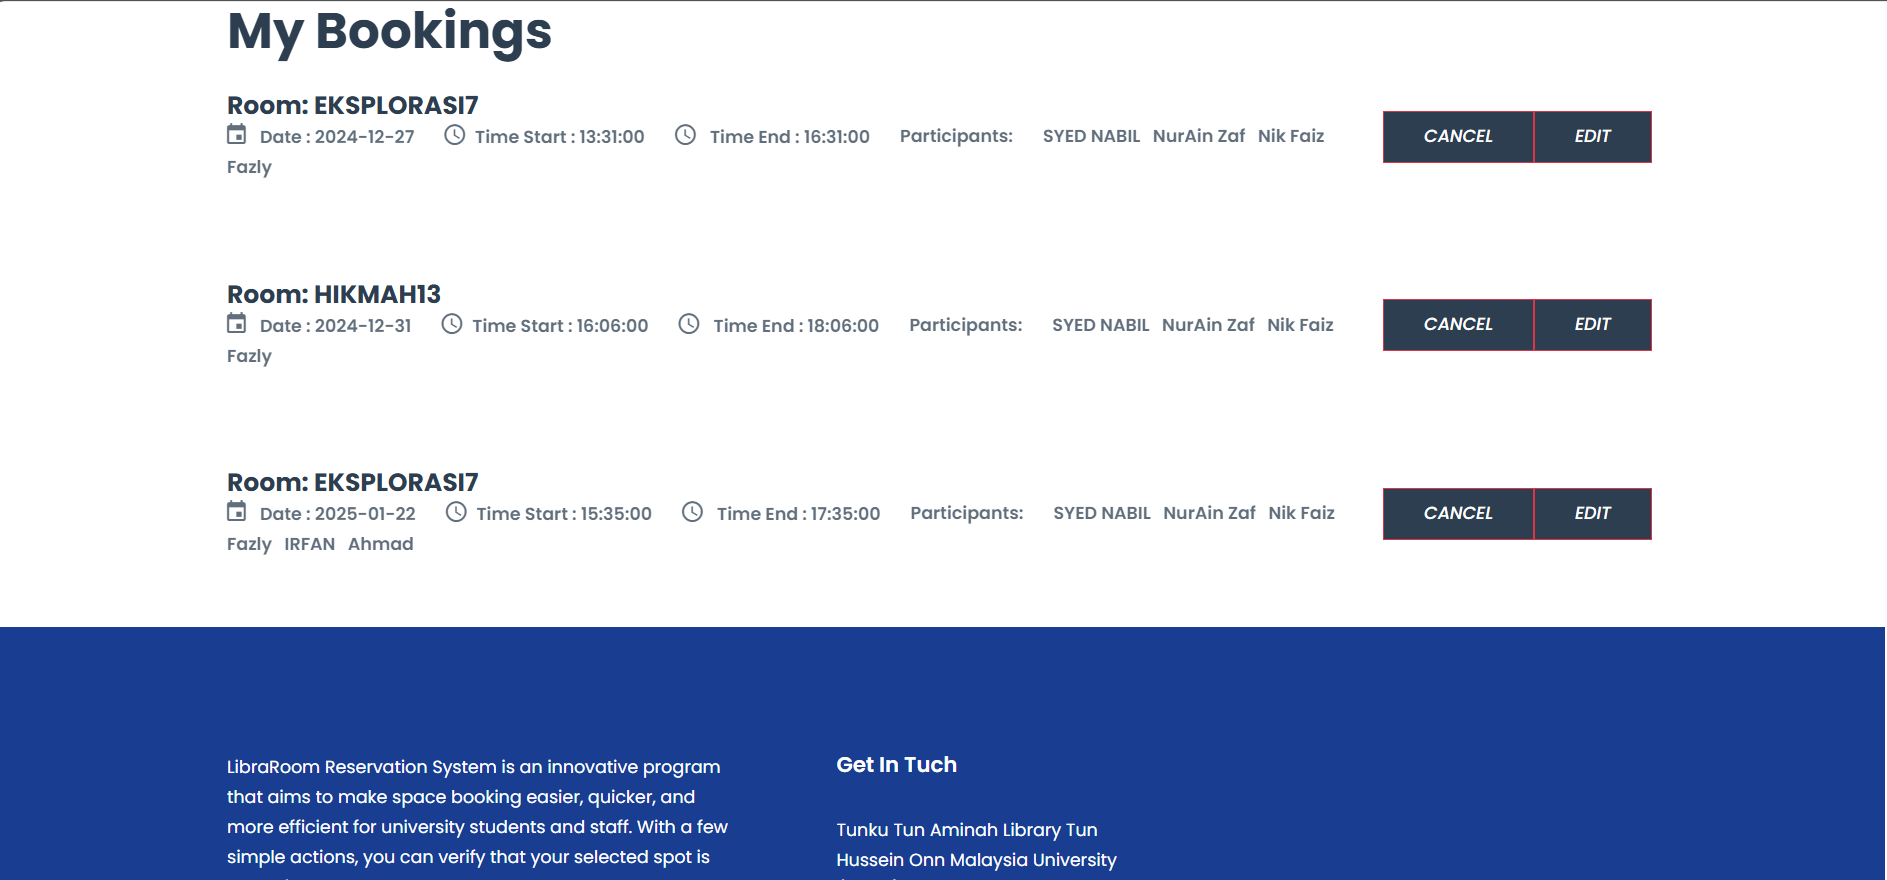 My Bookings
Room: EKSPLORASI7
Date : 2024-12-27 Time Start : 13:31:00 Time End : 16:31:00 Participants: SYED NABIL NurAin Zaf Nik Faiz
Fazly
CANCEL EDIT
Room: HIKMAH13
Date : 2024-12-31 Time Start : 16:06:00 Time End : 18:06:00 Participants: SYED NABIL NurAin Zaf Nik Faiz
Fazly
CANCEL EDIT
Room: EKSPLORASI7
Date : 2025-01-22 Time Start : 15:35:00 Time End : 17:35:00 Participants: SYED NABIL NurAin Zaf Nik Faiz
Fazly IRFAN Ahmad
CANCEL EDIT
LibraRoom Reservation System is an innovative program
that aims to make space booking easier, quicker, and
more efficient for university students and staff. With a few
simple actions, you can verify that your selected spot is
Get In Tuch
Tunku Tun Aminah Library Tun
Hussein Onn Malaysia University